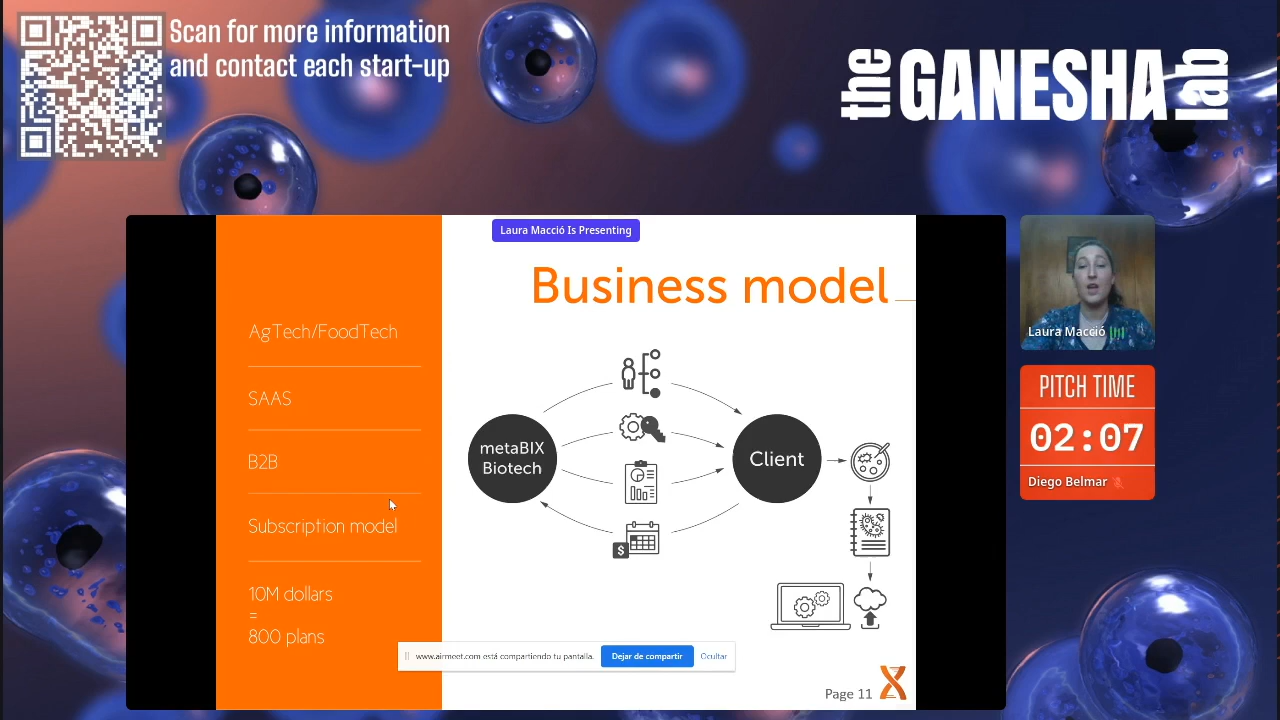 Scan for more information
and contact each start-up
the GANESHA lab
Laura Macció Is Presenting
Business model
AgTech/FoodTech
SAAS
B2B
Subscription model
10M dollars
=
800 plans
metaBIX
Biotech
Client
$
www.airmeet.com está compartiendo tu pantalla.
Dejar de compartir
Ocultar
Page 11
Laura Macció
PITCH TIME
02:07
Diego Belmar